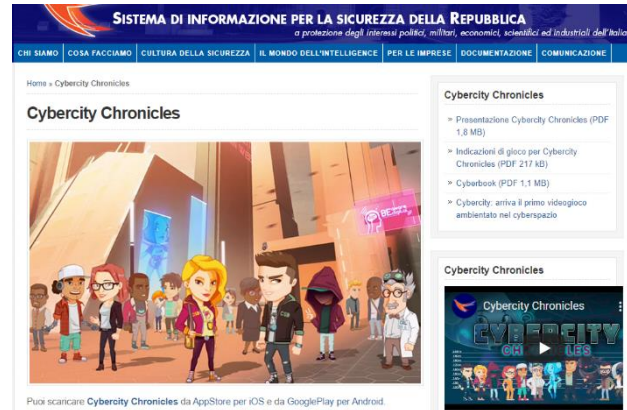 SISTEMA DI INFORMAZIONE PER LA SICUREZZA DELLA REPUBBLICA
a protezione degli interessi politici, militari, economici, scientifici ed industriali dell'Italia
CHI SIAMO COSA FACCIAMO CULTURA DELLA SICUREZZA IL MONDO DELL'INTELLIGENCE PER LE IMPRESE DOCUMENTAZIONE COMUNICAZIONE
Home » Cybercity Chronicles
Cybercity Chronicles
Puoi scaricare Cybercity Chronicles da AppStore per iOS e da GooglePlay per Android.
Cybercity Chronicles
» Presentazione Cybercity Chronicles (PDF
1,8 MB)
» Indicazioni di gioco per Cybercity
Chronicles (PDF 217 kB)
» Cyberbook (PDF 1,1 MB)
» Cybercity: arriva il primo videogioco
ambientato nel cyberspazio
Cybercity Chronicles
Cybercity Chronicles
CYBERCITY
CHRONICLES